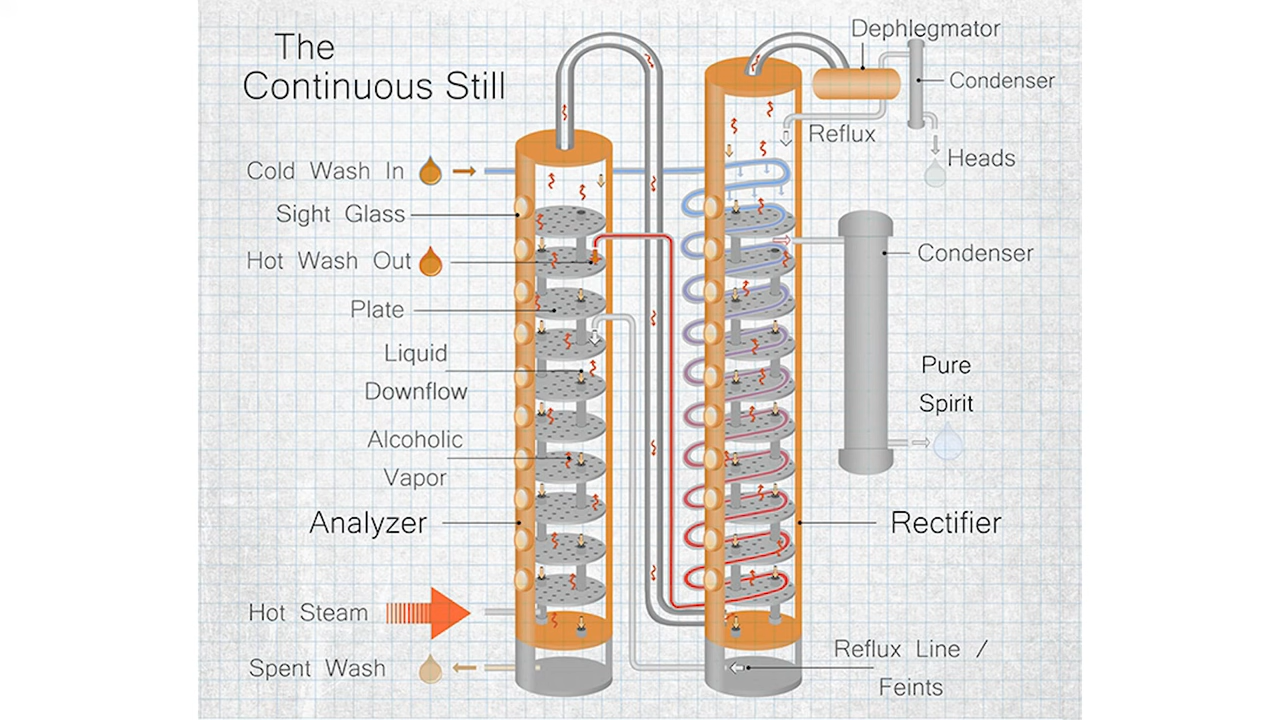 The
Continuous Still
Dephlegmator
Condenser
Reflux
Heads
Cold Wash In
Sight Glass
Hot Wash Out
Condenser
Plate
Liquid
Downflow
Pure
Spirit
Alcoholic
Vapor
Analyzer
Rectifier
Hot Steam
Spent Wash
Reflux Line /
Feints